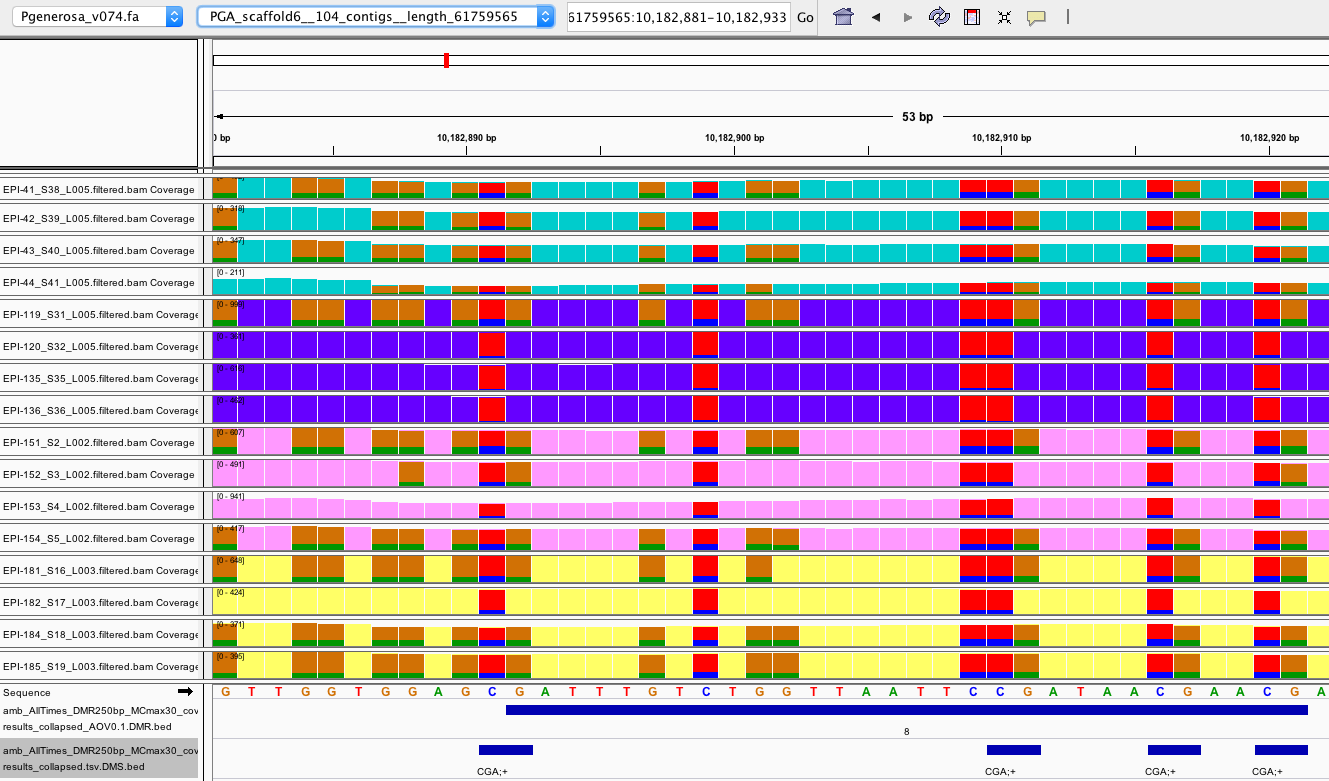 Pgenerosa_v074.fa
PGA_scaffold6__104_contigs__length_61759565
61759565:10,182,881-10,182,933
Go
53 bp
0 bp
10,182,890 bp
10,182,900 bp
10,182,910 bp
10,182,920 bp
EPI-41_S38_L005.filtered.bam Coverage
EPI-42_S39_L005.filtered.bam Coverage
[0 - 318]
EPI-43_S40_L005.filtered.bam Coverage
[0 - 347]
EPI-44_S41_L005.filtered.bam Coverage
[0 - 211]
EPI-119_S31_L005.filtered.bam Coverage
EPI-120_S32_L005.filtered.bam Coverage
EPI-135_S35_L005.filtered.bam Coverage
EPI-136_S36_L005.filtered.bam Coverage
EPI-151_S2_L002.filtered.bam Coverage
[0 - 607]
EPI-152_S3_L002.filtered.bam Coverage
[0 - 491]
EPI-153_S4_L002.filtered.bam Coverage
[0 - 941]
EPI-154_S5_L002.filtered.bam Coverage
[0 - 417]
EPI-181_S16_L003.filtered.bam Coverage
[0 - 648]
EPI-182_S17_L003.filtered.bam Coverage
[0 - 424]
EPI-184_S18_L003.filtered.bam Coverage
[0 - 371]
EPI-185_S19_L003.filtered.bam Coverage
[0 - 395]
Sequence
G T T G G T G G A G C G A T T T G T C T G G T T A A T T C C G A T A A C G A A C G A
amb_AllTimes_DMR250bp_MCmax30_cov
results_collapsed_AOV0.1.DMR.bed
8
amb_AllTimes_DMR250bp_MCmax30_cov
results_collapsed.tsv.DMS.bed
CGA;+ CGA;+ CGA;+ CGA;+